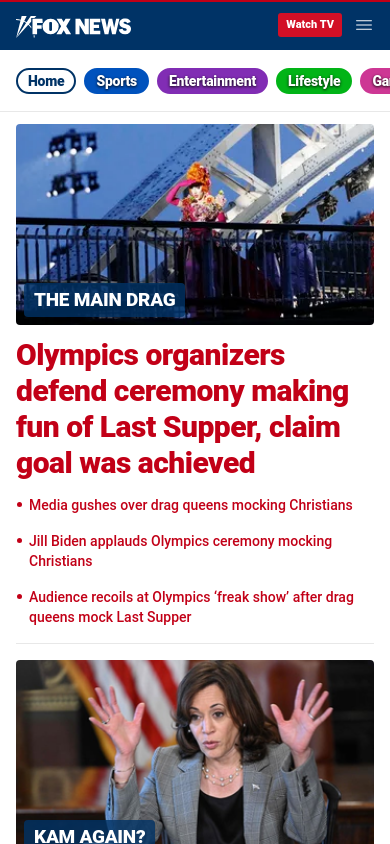 FOX NEWS
Watch TV
Home
Sports
Entertainment
Lifestyle
THE MAIN DRAG
Olympics organizers
defend ceremony making
fun of Last Supper, claim
goal was achieved
• Media gushes over drag queens mocking Christians
• Jill Biden applauds Olympics ceremony mocking
Christians
• Audience recoils at Olympics ‘freak show’ after drag
queens mock Last Supper
KAM AGAIN?